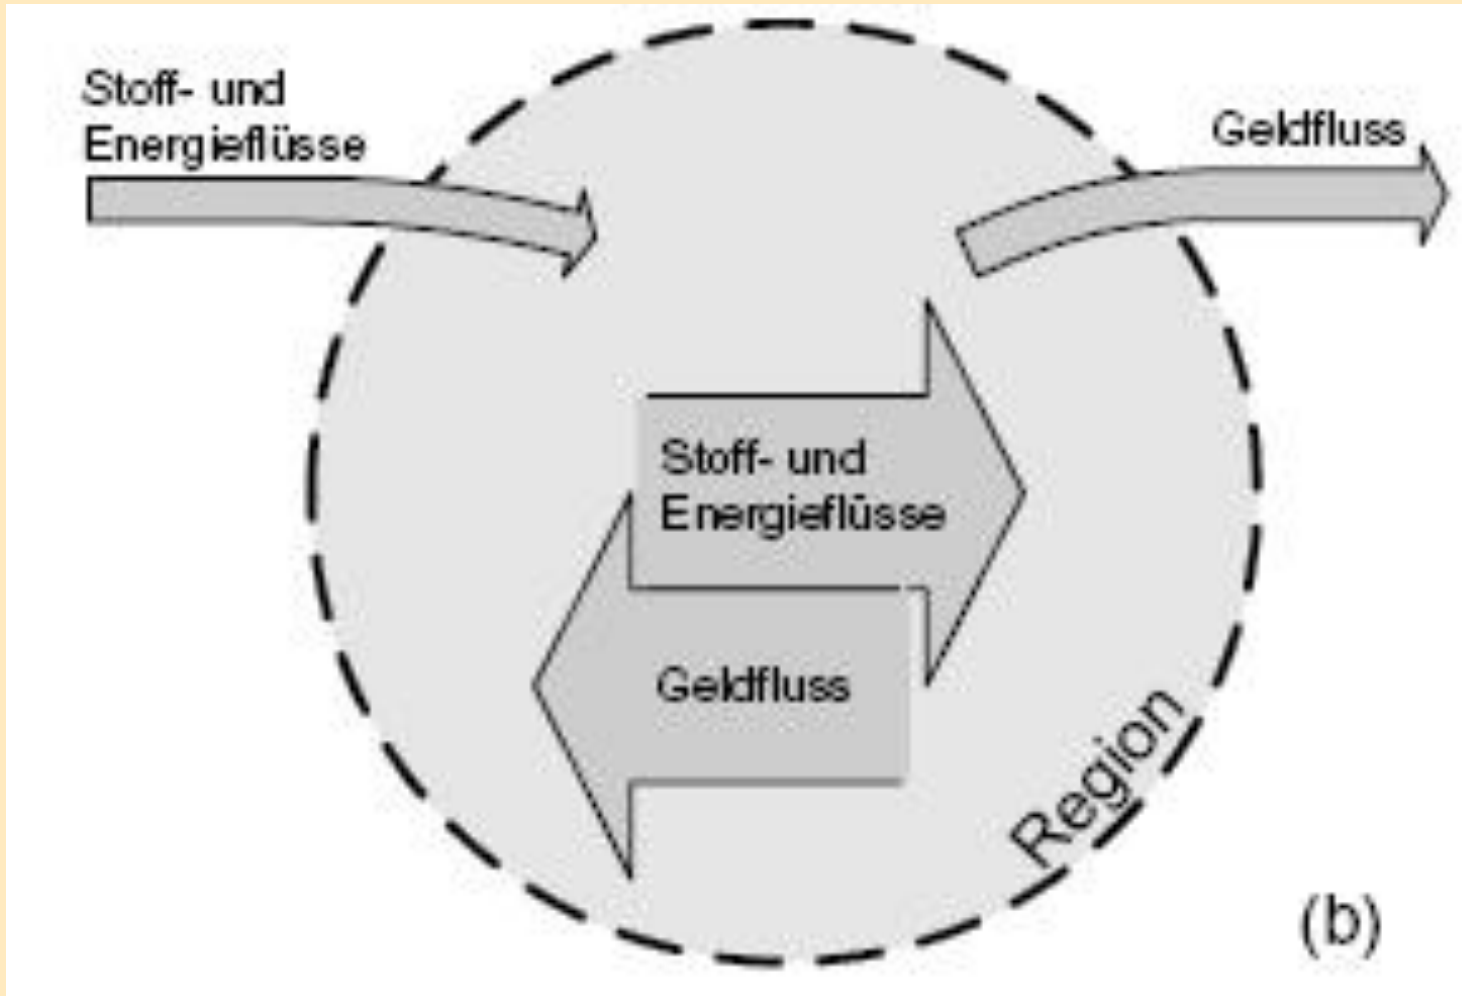 Stoff- und
Energieflüsse
Geldfluss
Stoff- und
Energieflüsse
Geldfluss
Region
(b)